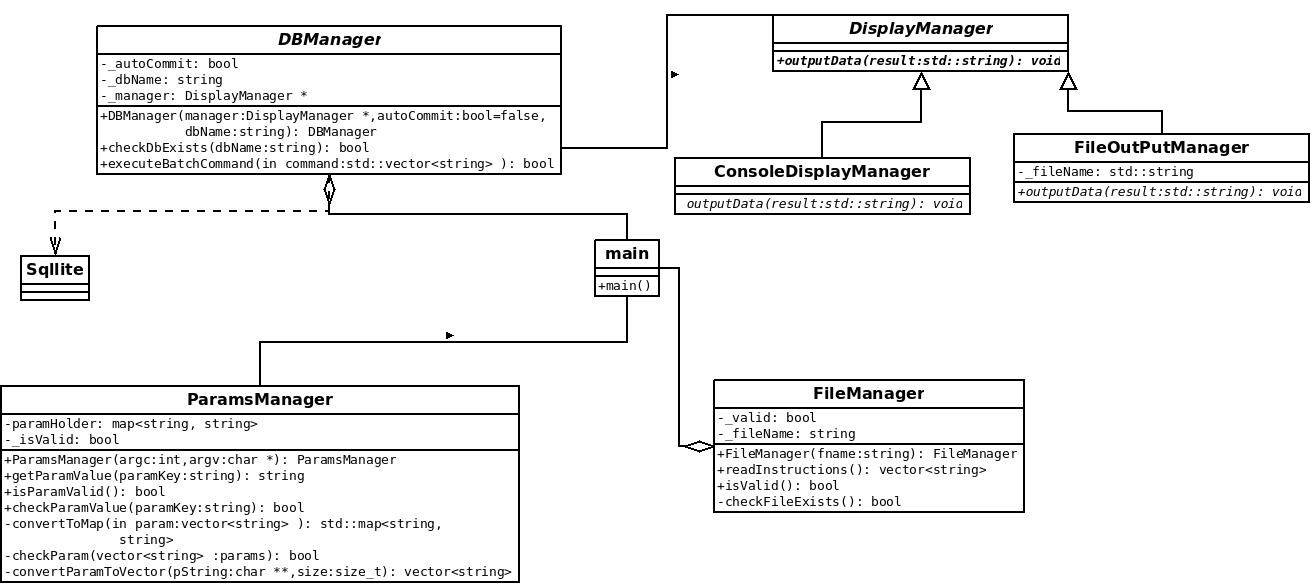 DBManager
-_autoCommit: bool
-_dbName: string
-_manager: DisplayManager *
+DBManager(manager:DisplayManager *,autoCommit:bool=false,
dbName:string): DBManager
+checkDbExists(dbName:string): bool
+executeBatchCommand(in command:std::vector<string> ): bool
DisplayManager
+outputData(result:std::string): void
ConsoleDisplayManager
outputData(result:std::string): void
FileOutPutManager
-_fileName: std::string
+outputData(result:std::string): void
Sqllite
main
+main()
ParamsManager
-paramHolder: map<string, string>
-_isValid: bool
+ParamsManager(argc:int,argv:char *): ParamsManager
+getParamValue(paramKey:string): string
+isParamValid(): bool
+checkParamValue(paramKey:string): bool
-convertToMap(in param:vector<string> ): std::map<string,
string>
-checkParam(vector<string> :params): bool
-convertParamToVector(pString:char **,size:size_t): vector<string>
FileManager
-_valid: bool
-_fileName: string
+FileManager(fname:string): FileManager
+readInstructions(): vector<string>
+isValid(): bool
-checkFileExists(): bool